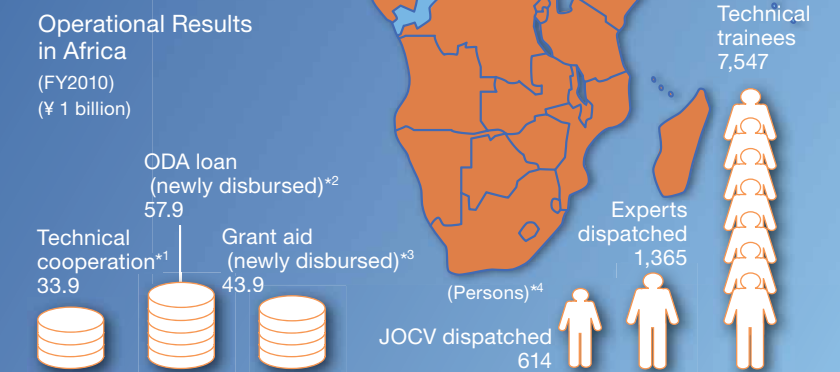 Operational Results
in Africa
(FY2010)
(¥ 1 billion)
Technical
trainees
7,547
ODA loan
(newly disbursed)*2
57.9
Technical
cooperation*1
33.9
Grant aid
(newly disbursed)*3
43.9
Experts
dispatched
1,365
(Persons)*4
JOCV dispatched
614